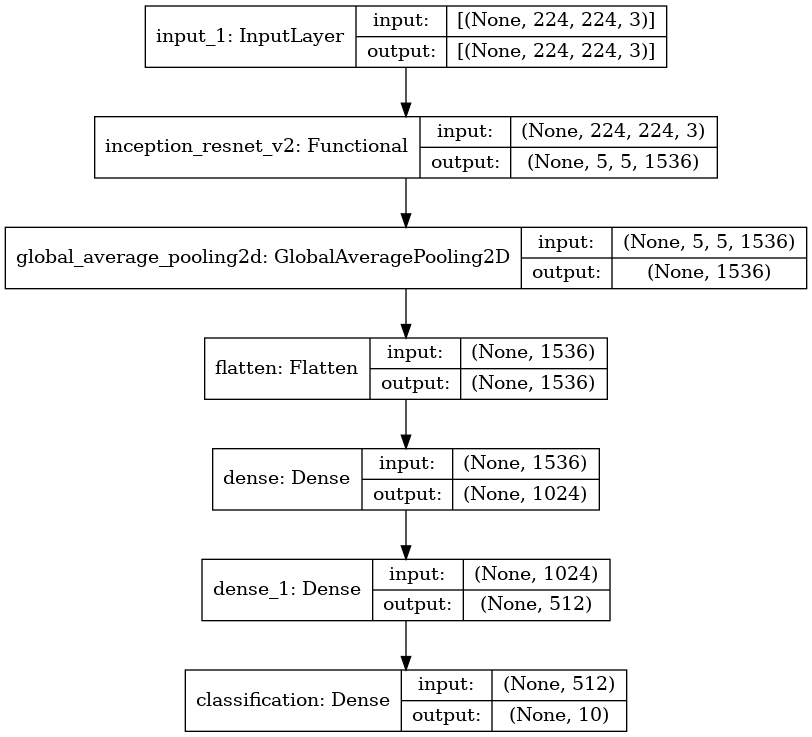 input_1: InputLayer
input: [(None, 224, 224, 3)]
output: [(None, 224, 224, 3)]
inception_resnet_v2: Functional
input: (None, 224, 224, 3)
output: (None, 5, 5, 1536)
global_average_pooling2d: GlobalAveragePooling2D
input: (None, 5, 5, 1536)
output: (None, 1536)
flatten: Flatten
input: (None, 1536)
output: (None, 1536)
dense: Dense
input: (None, 1536)
output: (None, 1024)
dense_1: Dense
input: (None, 1024)
output: (None, 512)
classification: Dense
input: (None, 512)
output: (None, 10)